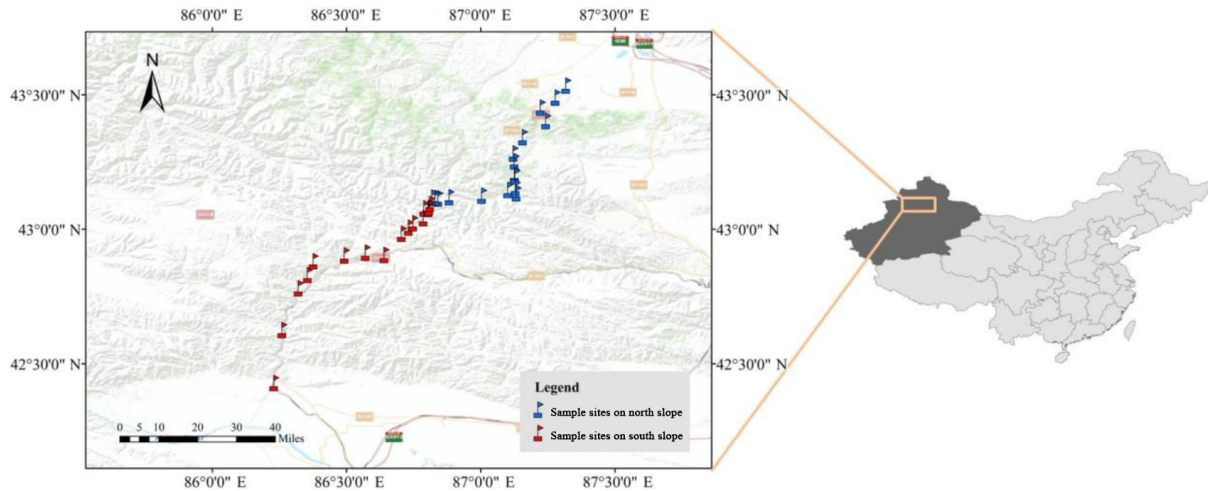 86°0'0" E 86°30'0" E 87°0'0" E 87°30'0" E
N
43°30'0" N 43°30'0" N
43°0'0" N 43°0'0" N
42°30'0" N 42°30'0" N
Legend
Sample sites on north slope
Sample sites on south slope
0 5 10 20 30 40 Miles
86°0'0" E 86°30'0" E 87°0'0" E 87°30'0" E